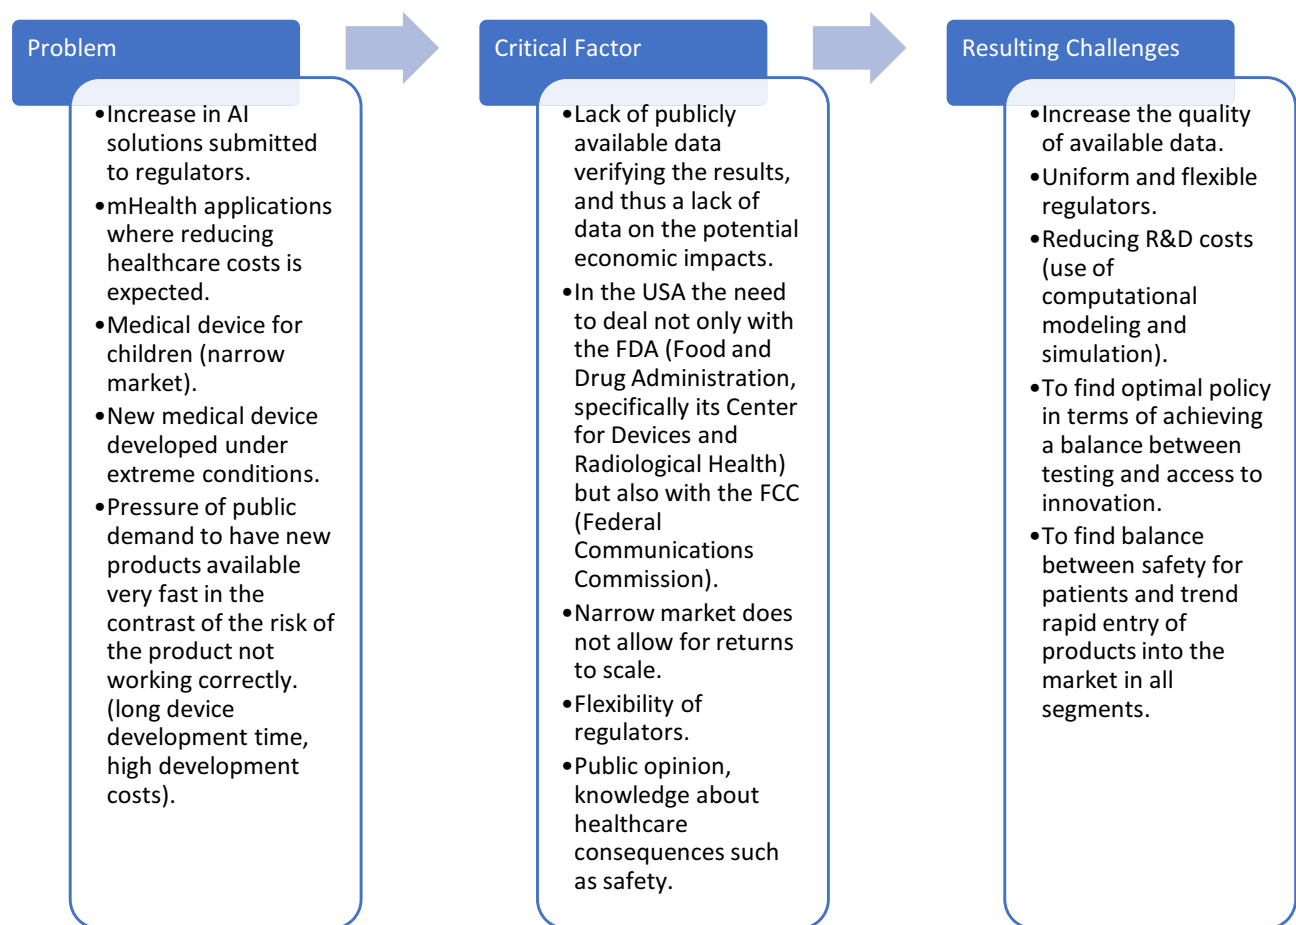 Problem
•Increase in AI
solutions submitted
to regulators.
•mHealth applications
where reducing
healthcare costs is
expected.
•Medical device for
children (narrow
market).
•New medical device
developed under
extreme conditions.
•Pressure of public
demand to have new
products available
very fast in the
contrast of the risk of
the product not
working correctly.
(long device
development time,
high development
costs).
Critical Factor
•Lack of publicly
available data
verifying the results,
and thus a lack of
data on the potential
economic impacts.
•In the USA the need
to deal not only with
the FDA (Food and
Drug Administration,
specifically its Center
for Devices and
Radiological Health)
but also with the FCC
(Federal
Communications
Commission).
•Narrow market does
not allow for returns
to scale.
•Flexibility of
regulators.
•Public opinion,
knowledge about
healthcare
consequences such
as safety.
Resulting Challenges
•Increase the quality
of available data.
•Uniform and flexible
regulators.
•Reducing R&D costs
(use of
computational
modeling and
simulation).
•To find optimal policy
in terms of achieving
a balance between
testing and access to
innovation.
•To find balance
between safety for
patients and trend
rapid entry of
products into the
market in all
segments.